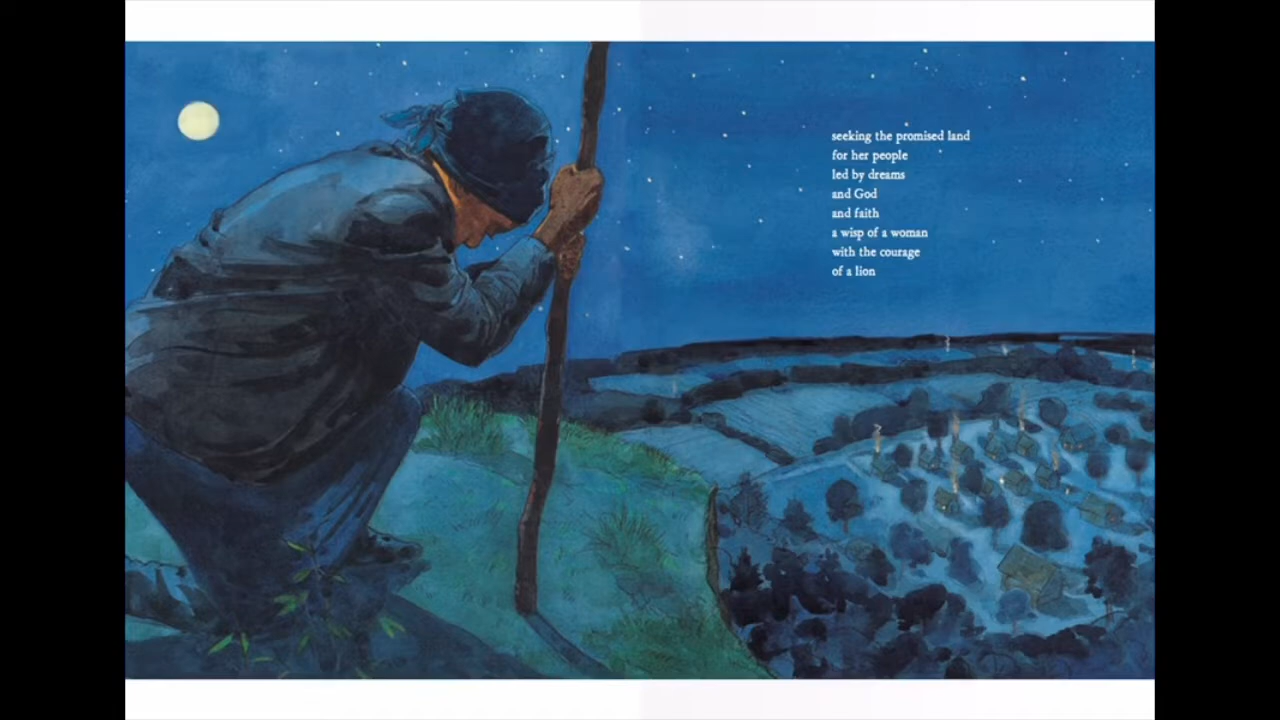 seeking the promised land
for her people
led by dreams
and God
and faith
a wisp of a woman
with the courage
of a lion